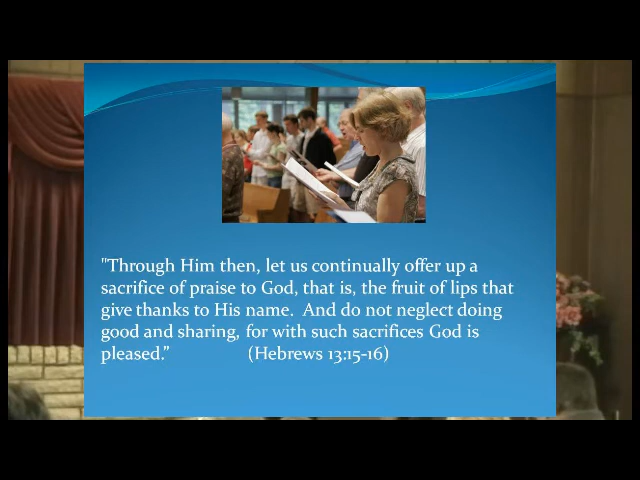 "Through Him then, let us continually offer up a
sacrifice of praise to God, that is, the fruit of lips that
give thanks to His name.  And do not neglect doing
good and sharing, for with such sacrifices God is
pleased.”                (Hebrews 13:15-16)